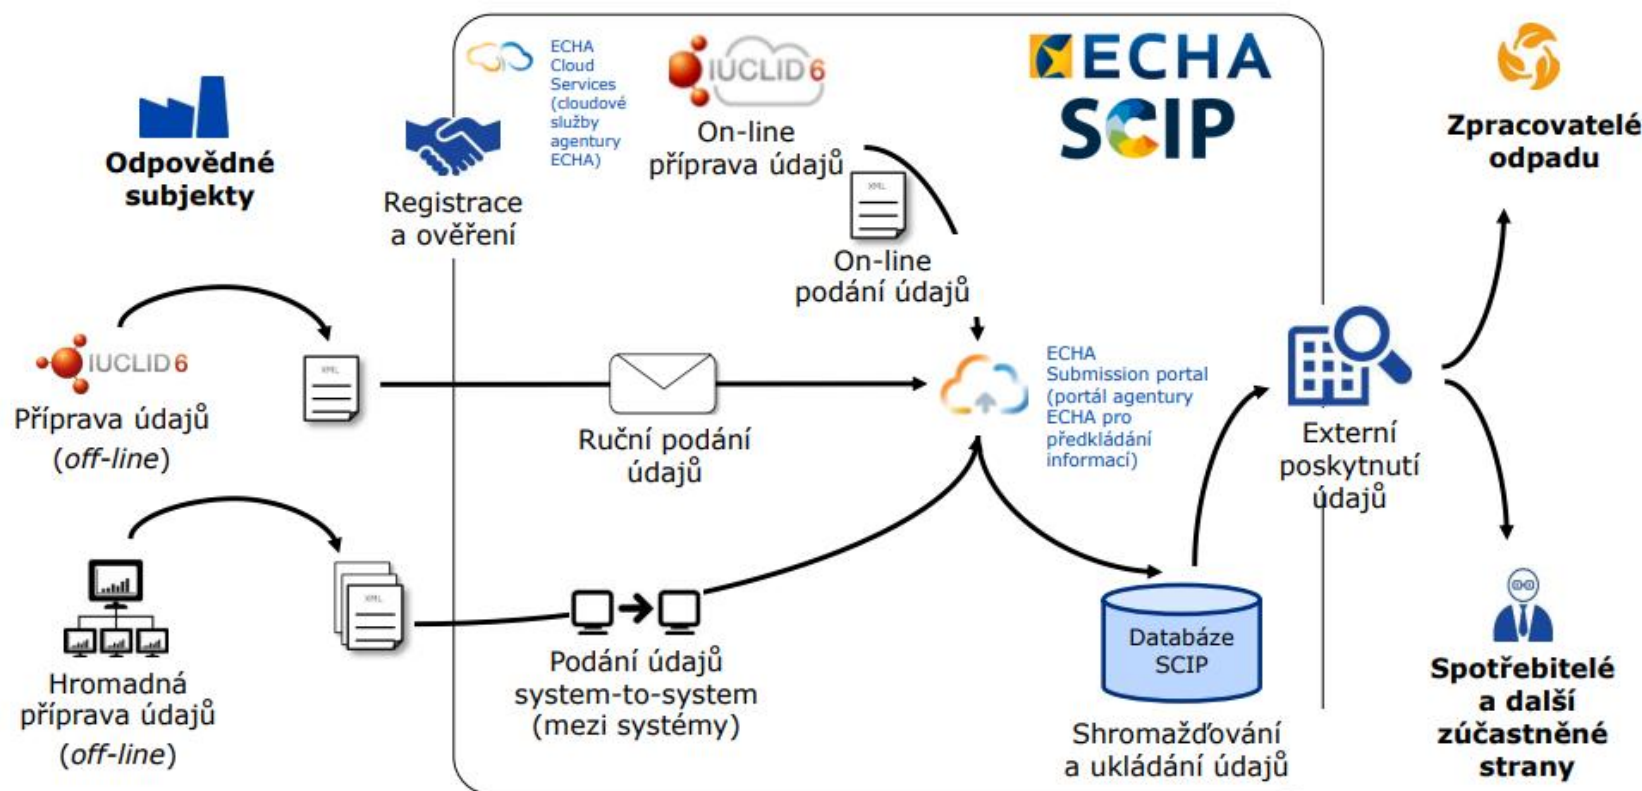 Odpovědné
subjekty
ECHA
Cloud
Services
(cloudové
služby
agentury
ECHA)
Registrace
a ověření
IUCLID 6
On-line
příprava údajů
XML
On-line
podání údajů
ECHA
SCIP
Zpracovatelé
odpadu
IUCLID 6
Příprava údajů
(off-line)
XML
Ruční podání
údajů
ECHA
Submission portal
(portál agentury
ECHA pro
předkládání
informací)
Externí
poskytnutí
údajů
Hromadná
příprava údajů
(off-line)
XML
Podání údajů
system-to-system
(mezi systémy)
Databáze
SCIP
Shromažďování
a ukládání údajů
Spotřebitelé
a další
zúčastněné
strany